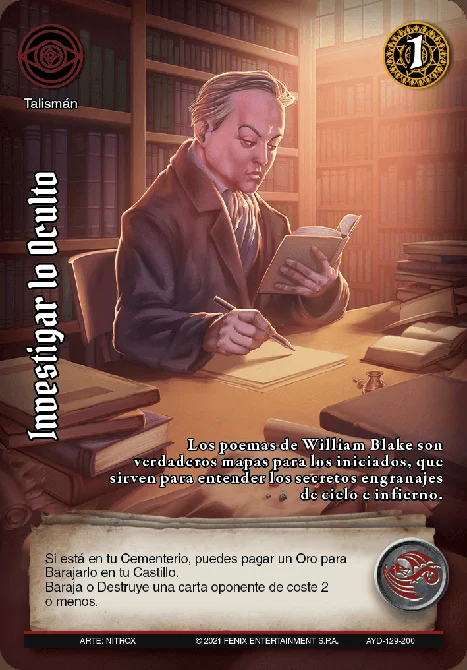 1
Talismán
Investigar lo Oculto
Los poemas de William Blake son
verdaderos mapas para los iniciados, que
sirven para entender los secretos engranajes
de cielo e infierno.
Si está en tu Cementerio, puedes pagar un Oro para
Barajarlo en tu Castillo.
Baraja o Destruye una carta oponente de coste 2
o menos.
ARTE: NITROX © 2021 FENIX ENTERTAINMENT S.R.A. AYD-129-200